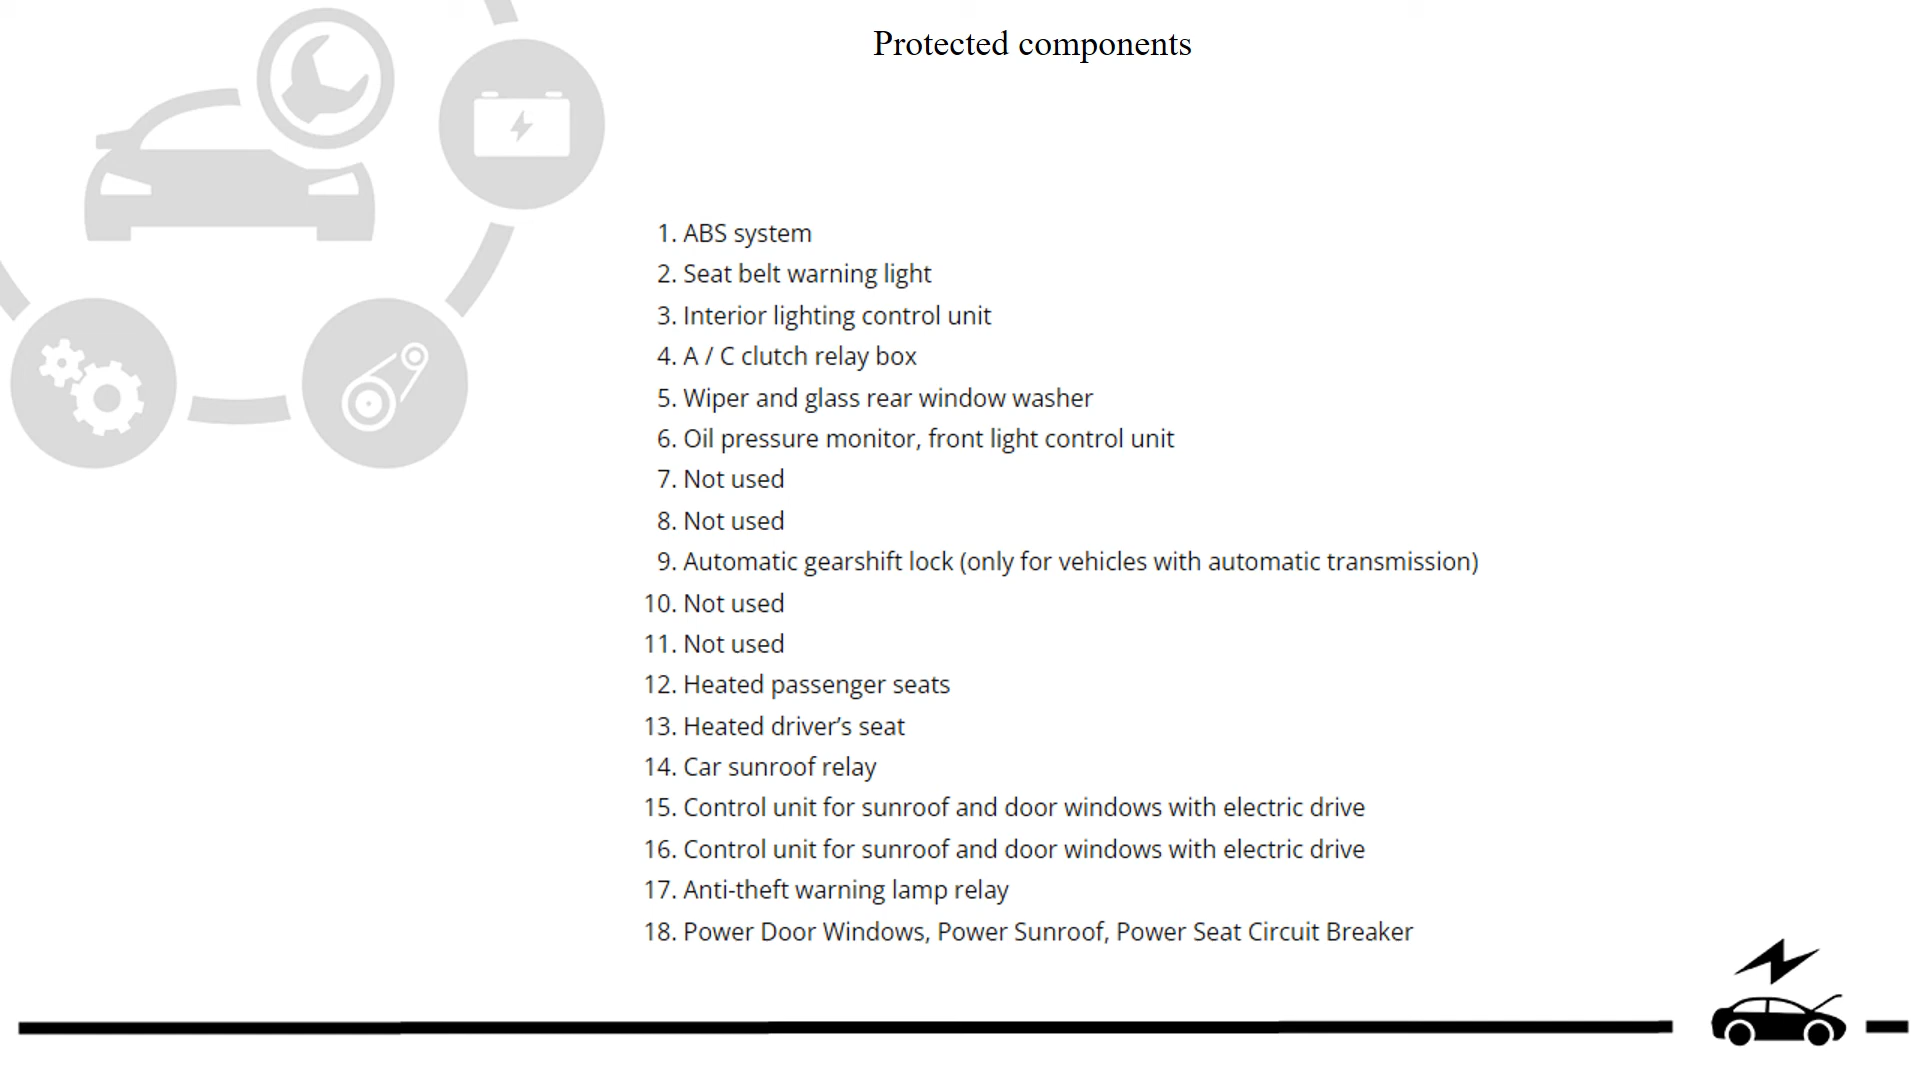 Protected components
1. ABS system
2. Seat belt warning light
3. Interior lighting control unit
4. A / C clutch relay box
5. Wiper and glass rear window washer
6. Oil pressure monitor, front light control unit
7. Not used
8. Not used
9. Automatic gearshift lock (only for vehicles with automatic transmission)
10. Not used
11. Not used
12. Heated passenger seats
13. Heated driver’s seat
14. Car sunroof relay
15. Control unit for sunroof and door windows with electric drive
16. Control unit for sunroof and door windows with electric drive
17. Anti-theft warning lamp relay
18. Power Door Windows, Power Sunroof, Power Seat Circuit Breaker